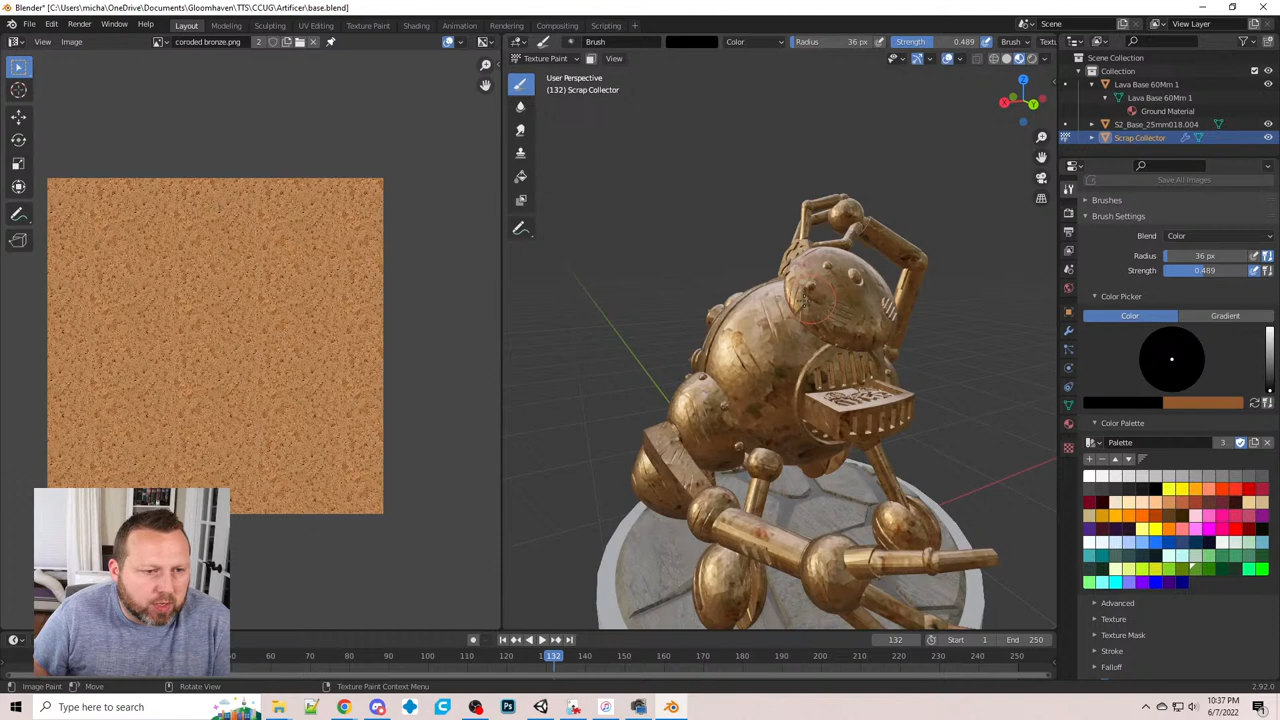 Blender* [C:\Users\micha\OneDrive\Documents\Gloomhaven\TTS\CCUG\Artificer\base.blend]
File Edit Render Window Help Layout Modeling Sculpting UV Editing Texture Paint Shading Animation Rendering Compositing Scripting Scene View Layer
View Image coroded bronze.png 2 Brush Color Radius 36 px Strength 0.489 Brush
Texture Paint View
User Perspective
(132) Scrap Collector
Scene Collection
Collection
Lava Base 60Mm 1
Lava Base 60Mm 1
Ground Material
S2_Base_25mm018.004
Scrap Collector
Save All Images
Brushes
Brush Settings
Blend Color
Radius 36 px
Strength 0.489
Color Picker
Color Gradient
Color Palette
Palette 3
Advanced
Texture
Texture Mask
Stroke
Falloff
132 Start 1 End 250
50 60 70 80 90 100 110 120 132 140 150 160 170 180 190 200 210 220 230 240 250
Image Paint Move Rotate View Texture Paint Context Menu 2.92.0
Type here to search
10:37 PM
6/7/2022